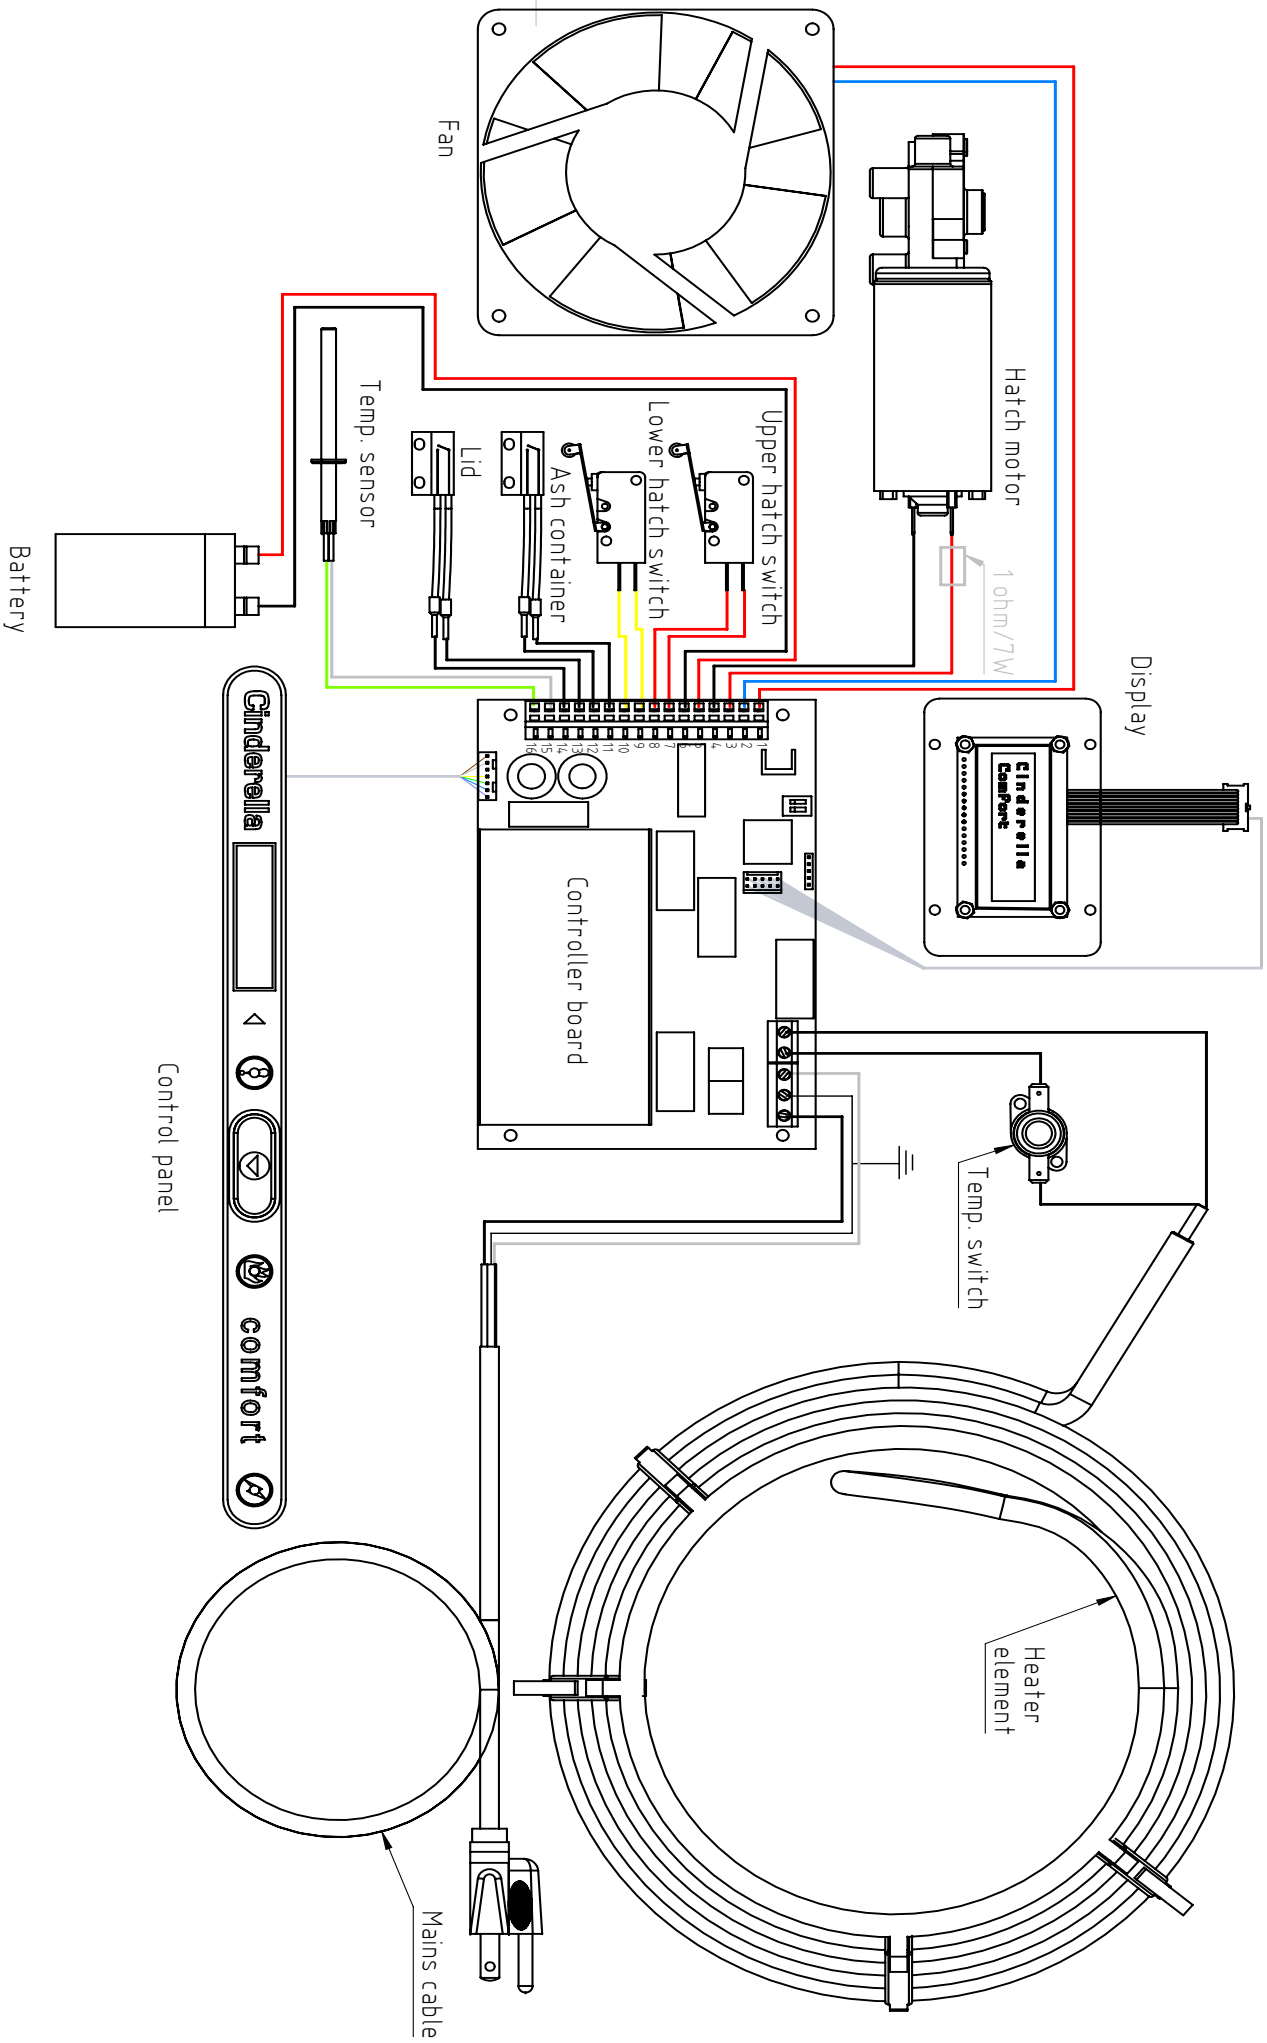 Fan
Hatch motor
1 ohm/7W
Upper hatch switch
Lower hatch switch
Ash container
Lid
Temp. sensor
Battery
Display
Cinderella
Comfort
1
2
3
4
5
6
7
8
9
10
11
12
13
14
15
16
Controller board
Temp. switch
Heater
element
Cinderella
comfort
Control panel
Mains cable